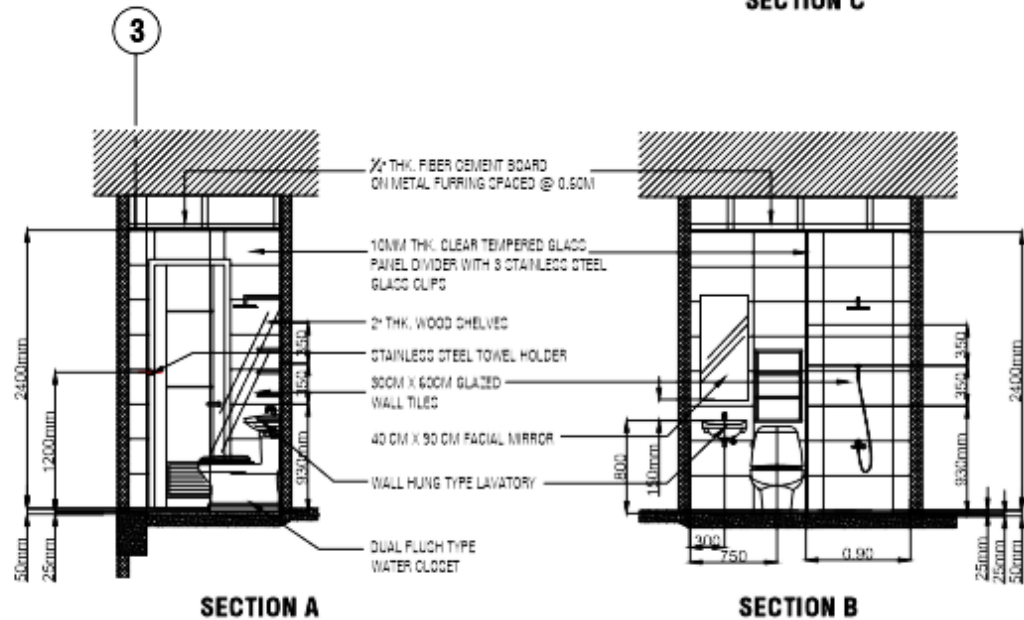 SECTION C
3
½" THK. FIBER CEMENT BOARD
ON METAL FURRING SPACED @ 0.60M
10MM THK. CLEAR TEMPERED GLASS
PANEL DIVIDER WITH 3 STAINLESS STEEL
GLASS CLIPS
2" THK. WOOD SHELVES
STAINLESS STEEL TOWEL HOLDER
30CM X 60CM GLAZED
WALL TILES
40 CM X 90 CM FACIAL MIRROR
WALL HUNG TYPE LAVATORY
DUAL FLUSH TYPE
WATER CLOSET
2400mm
1200mm
50mm
25mm
350
350
930mm
800
150mm
300
750
0.90
350
350
930mm
2400mm
25mm
25mm
50mm
SECTION A
SECTION B